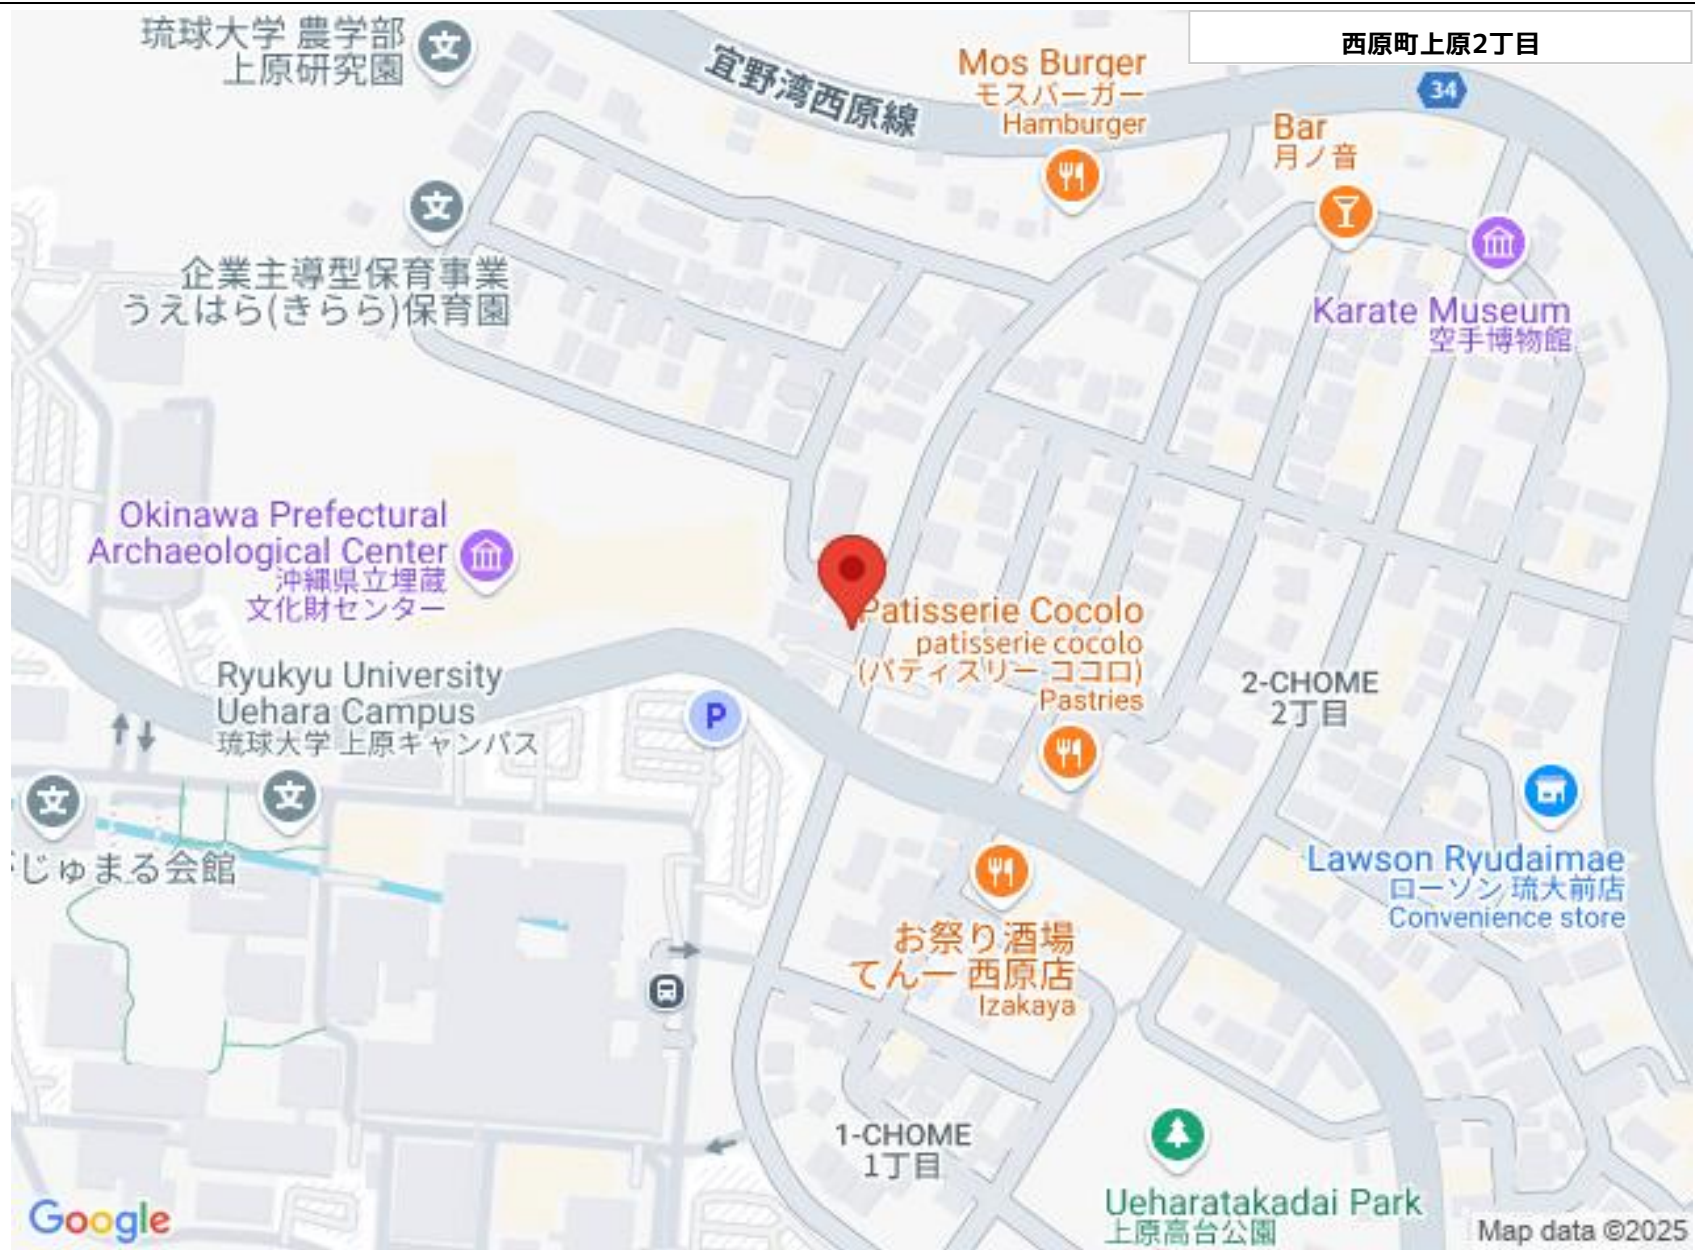 西原町上原2丁目
琉球大学 農学部
上原研究園
宜野湾西原線
Mos Burger
モスバーガー
Hamburger
34
Bar
月ノ音
企業主導型保育事業
うえはら(きらら)保育園
Karate Museum
空手博物館
Okinawa Prefectural
Archaeological Center
沖縄県立埋蔵
文化財センター
Patisserie Cocolo
patisserie cocolo
(パティスリー ココロ)
Pastries
Ryukyu University
Uehara Campus
琉球大学 上原キャンパス
P
2-CHOME
2丁目
じゅまる会館
Lawson Ryudaimae
ローソン 琉大前店
Convenience store
お祭り酒場
てん一 西原店
Izakaya
1-CHOME
1丁目
Ueharatakadai Park
上原高台公園
Google
Map data ©2025